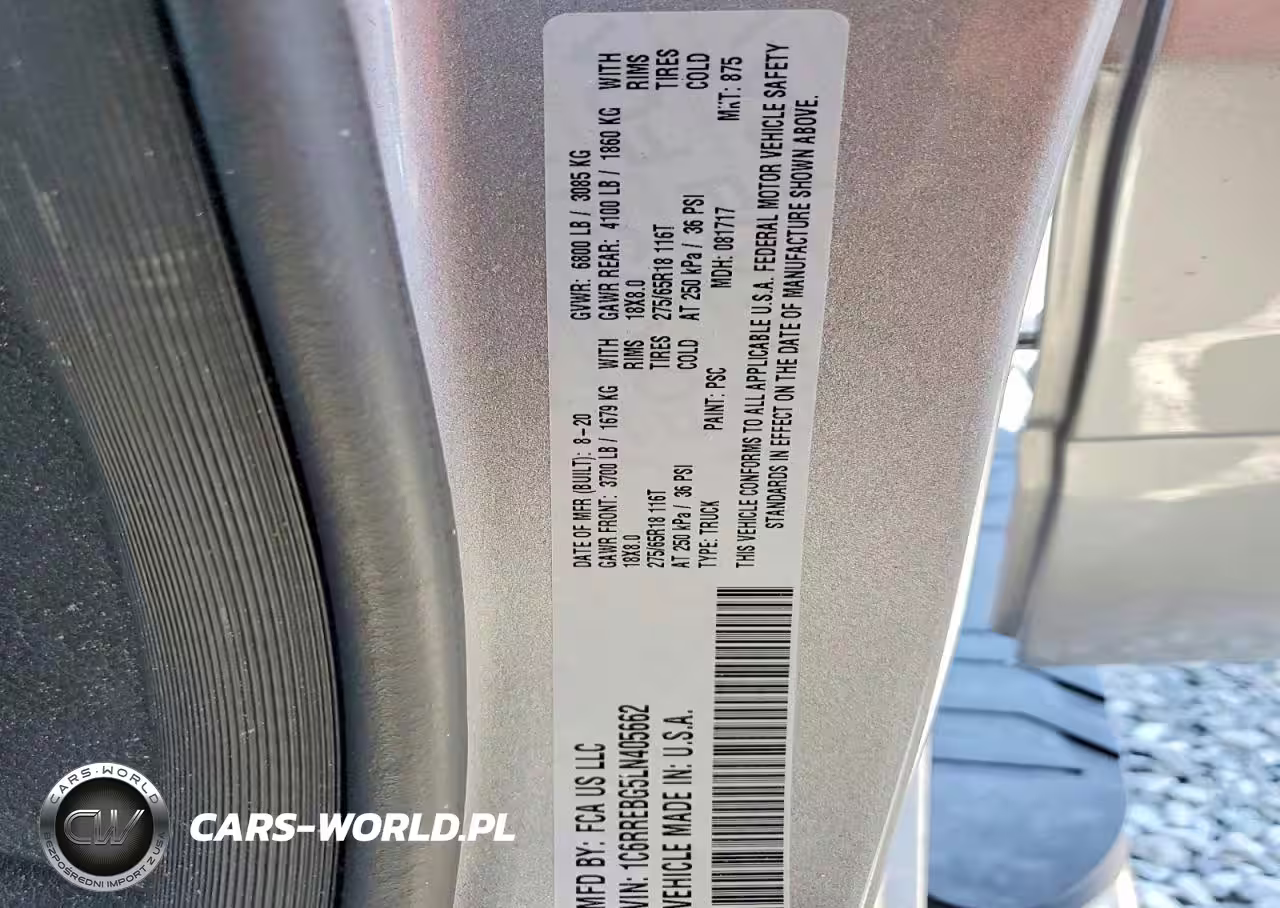 MFD BY: FCA US LLC
DATE OF MFR (BUILT): 8-20 GVWR: 6800 LB / 3085 KG
GAWR FRONT: 3700 LB / 1679 KG WITH GAWR REAR: 4100 LB / 1860 KG WITH
18X8.0 RIMS 18X8.0 RIMS
275/65R18 116T TIRES 275/65R18 116T TIRES
AT 250 kPa / 36 PSI COLD AT 250 kPa / 36 PSI COLD
VIN: 1C6RREBG5LN405662
TYPE: TRUCK PAINT: PSC MDH: 081717 MKT: 875
VEHICLE MADE IN: U.S.A.
THIS VEHICLE CONFORMS TO ALL APPLICABLE U.S.A. FEDERAL MOTOR VEHICLE SAFETY
STANDARDS IN EFFECT ON THE DATE OF MANUFACTURE SHOWN ABOVE.
CARS-WORLD
CW
BEZPOŚREDNI IMPORT Z USA
CARS-WORLD.PL